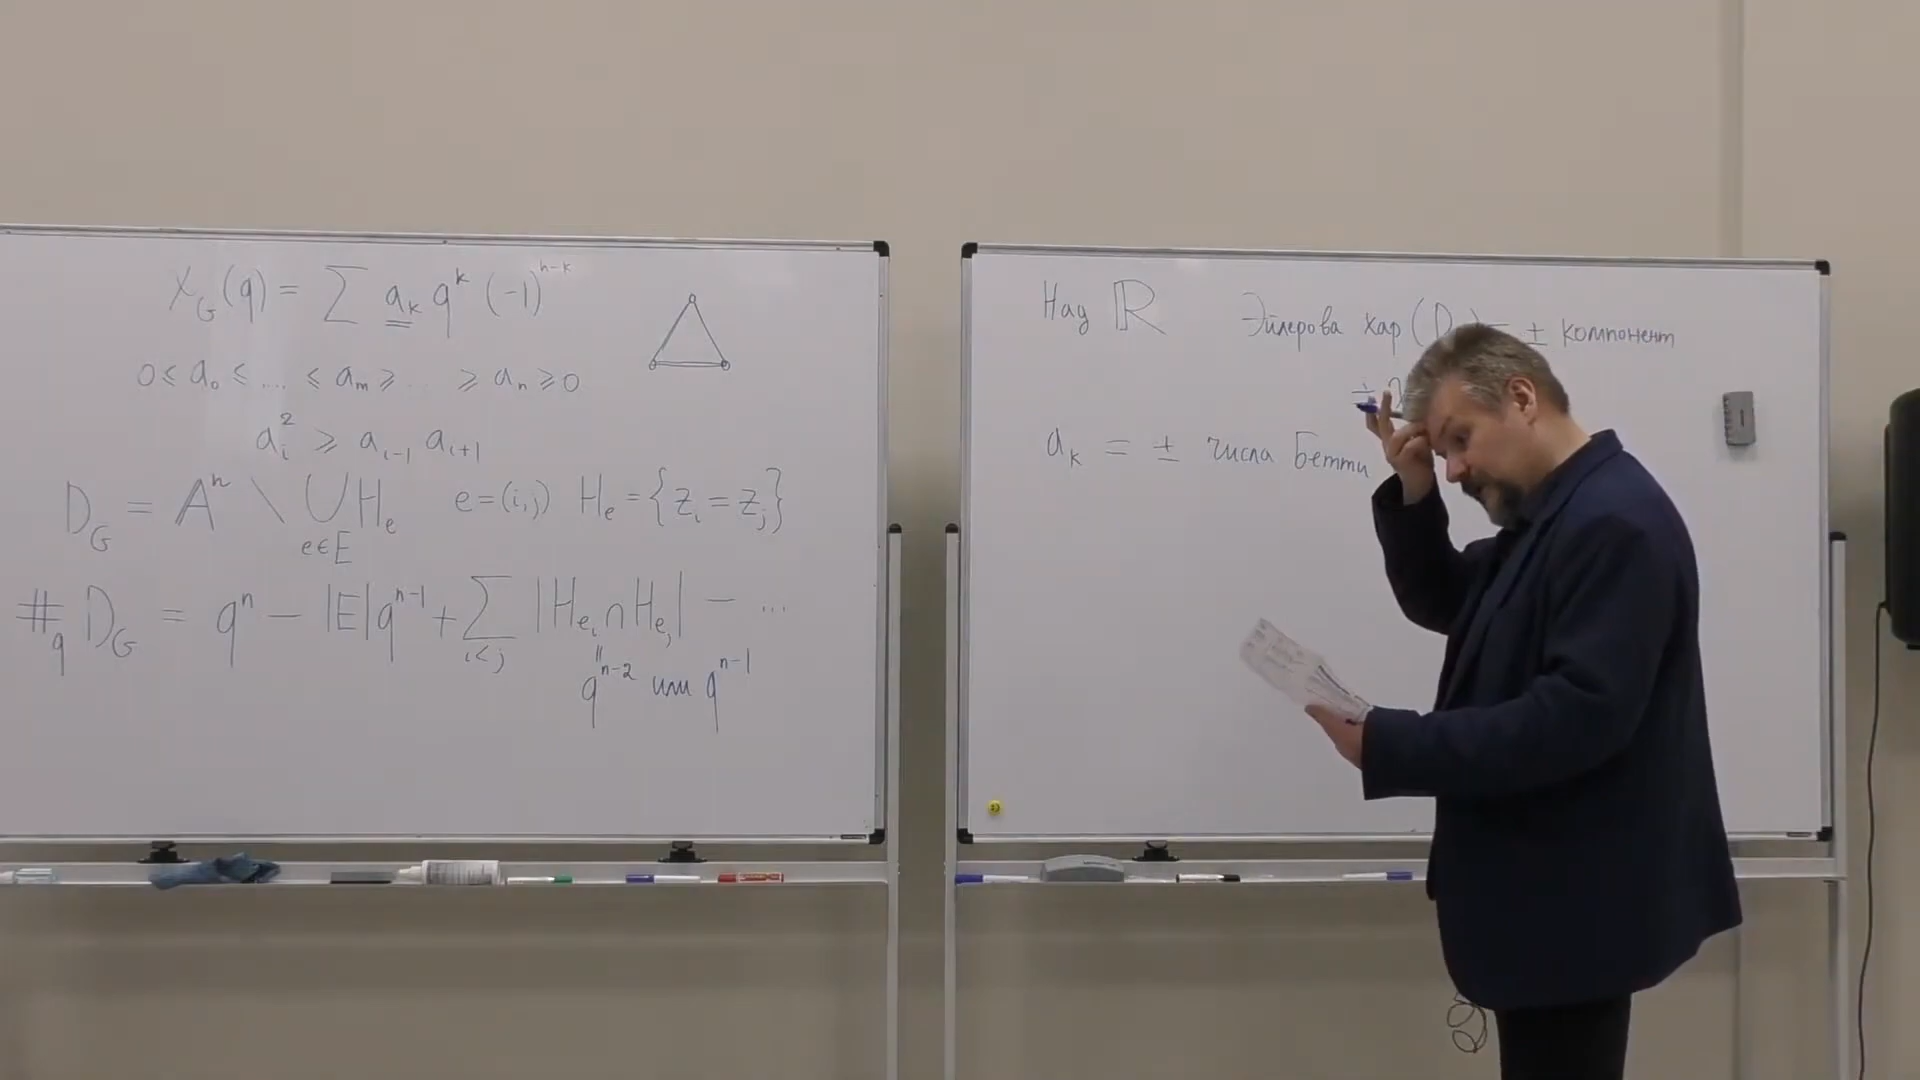 χ_G(q) = Σ a_k q^k (-1)^{n-k}
0 ≤ a_0 ≤ .... ≤ a_m ≥ ... ≥ a_n ≥ 0
a_i^2 ≥ a_{i-1} a_{i+1}
D_G = A^n \ ∪_{e∈E} H_e   e=(i,j)   H_e = {z_i = z_j}
#_q D_G = q^n − |E|q^{n-1} + Σ_{i<j} |H_{e_i} ∩ H_{e_j}| − ...
"
q^{n-2} или q^{n-1}
Над ℝ   Эйлерова хар (D ) = ± компонент
a_k = ± числа Бетти